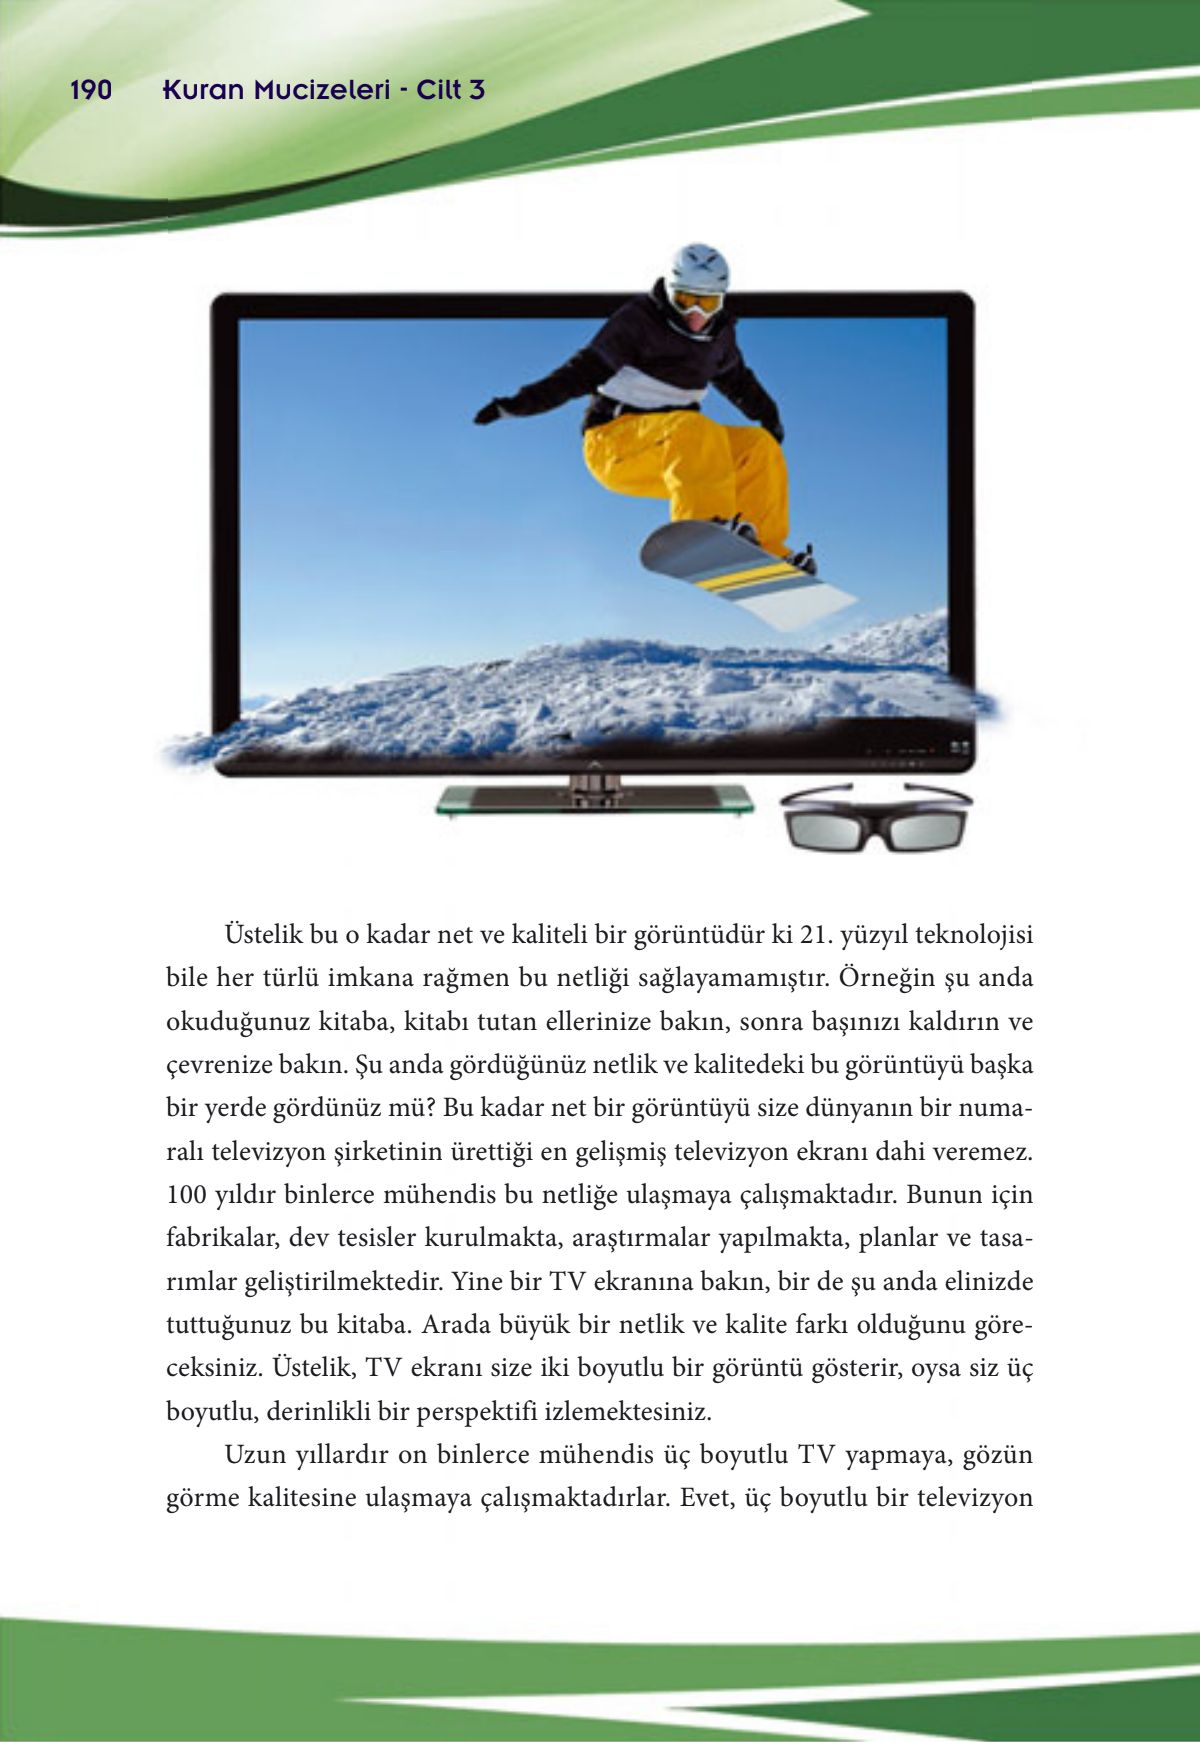 190 Kuran Mucizeleri - Cilt 3
Üstelik bu o kadar net ve kaliteli bir görüntüdür ki 21. yüzyıl teknolojisi
bile her türlü imkana rağmen bu netliği sağlayamamıştır. Örneğin şu anda
okuduğunuz kitaba, kitabı tutan ellerinize bakın, sonra başınızı kaldırın ve
çevrenize bakın. Şu anda gördüğünüz netlik ve kalitedeki bu görüntüyü başka
bir yerde gördünüz mü? Bu kadar net bir görüntüyü size dünyanın bir numa-
ralı televizyon şirketinin ürettiği en gelişmiş televizyon ekranı dahi veremez.
100 yıldır binlerce mühendis bu netliğe ulaşmaya çalışmaktadır. Bunun için
fabrikalar, dev tesisler kurulmakta, araştırmalar yapılmakta, planlar ve tasa-
rımlar geliştirilmektedir. Yine bir TV ekranına bakın, bir de şu anda elinizde
tuttuğunuz bu kitaba. Arada büyük bir netlik ve kalite farkı olduğunu göre-
ceksiniz. Üstelik, TV ekranı size iki boyutlu bir görüntü gösterir, oysa siz üç
boyutlu, derinlikli bir perspektifi izlemektesiniz.
Uzun yıllardır on binlerce mühendis üç boyutlu TV yapmaya, gözün
görme kalitesine ulaşmaya çalışmaktadırlar. Evet, üç boyutlu bir televizyon